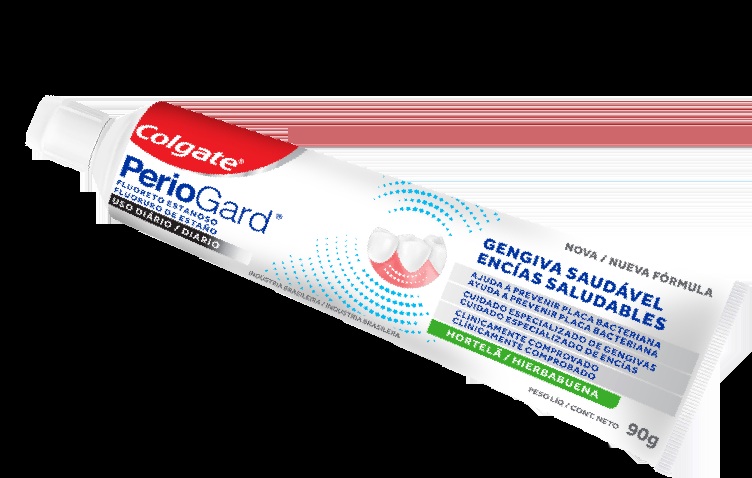 Colgate®
PerioGard®
FLUORETO ESTANOSO
FLUORURO DE ESTAÑO
USO DIÁRIO / DIARIO
INDÚSTRIA BRASILEIRA / INDUSTRIA BRASILERA
NOVA / NUEVA FÓRMULA
GENGIVA SAUDÁVEL
ENCÍAS SALUDABLES
AJUDA A PREVENIR PLACA BACTERIANA
AYUDA A PREVENIR PLACA BACTERIANA
CUIDADO ESPECIALIZADO DE GENGIVAS
CUIDADO ESPECIALIZADO DE ENCÍAS
CLINICAMENTE COMPROVADO
CLÍNICAMENTE COMPROBADO
HORTELÃ / HIERBABUENA
PESO LÍQ / CONT. NETO 90g